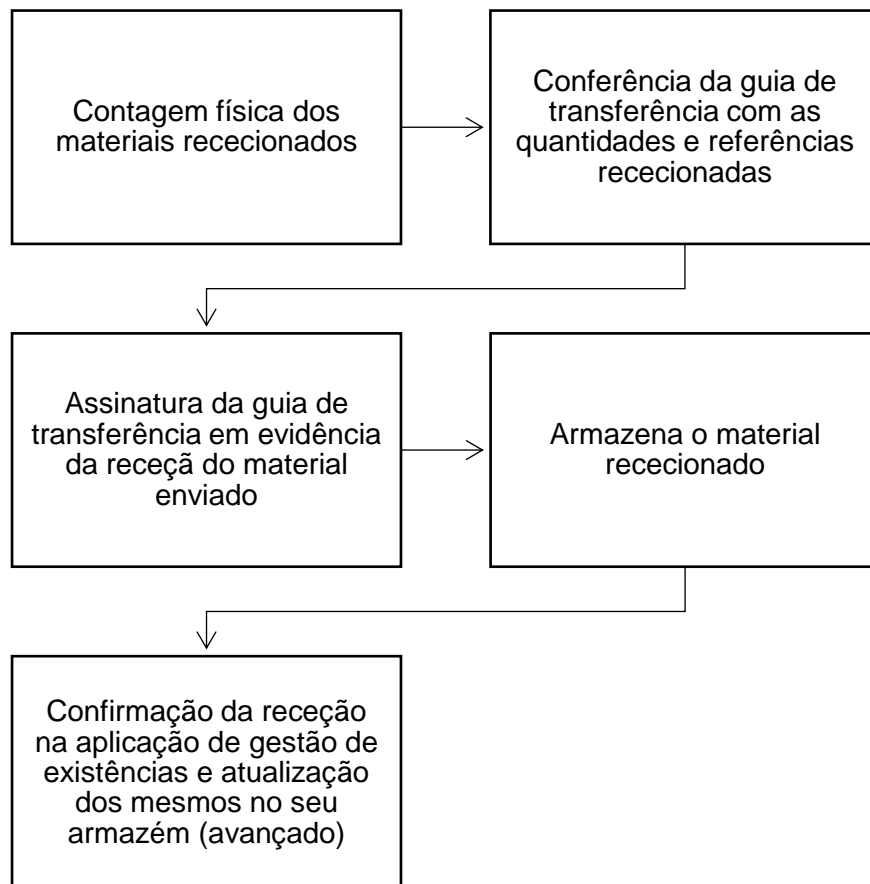 Contagem física dos
materiais rececionados
Conferência da guia de
transferência com as
quantidades e referências
rececionadas
Assinatura da guia de
transferência em evidência
da receçã do material
enviado
Armazena o material
rececionado
Confirmação da receção
na aplicação de gestão de
existências e atualização
dos mesmos no seu
armazém (avançado)